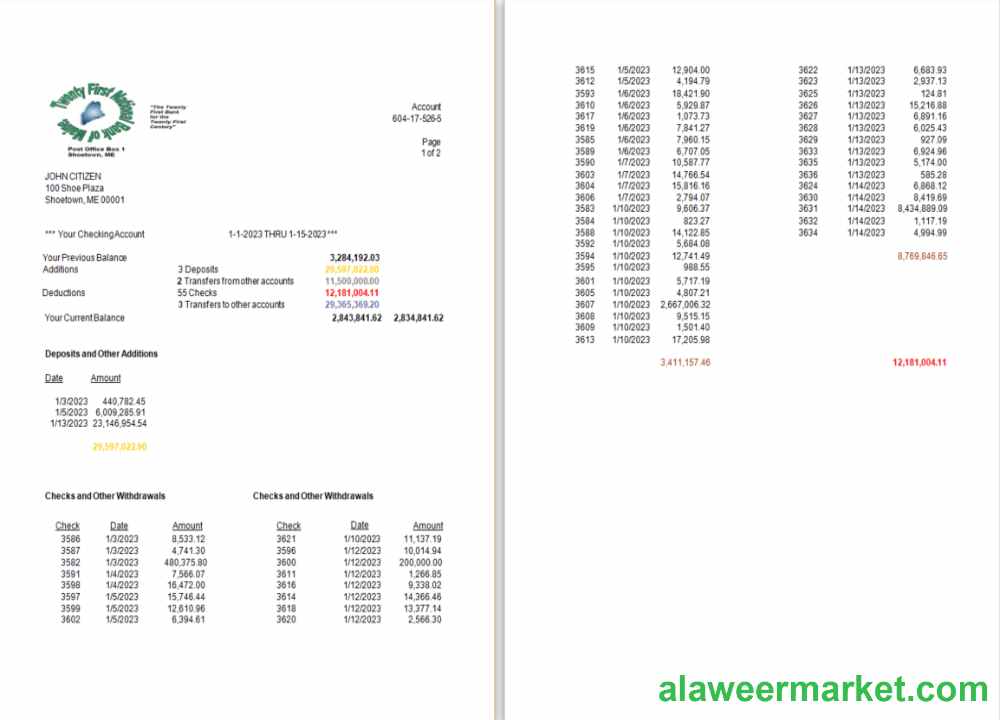 Twenty First National Bank of Maine
"The Twenty
First Bank
for the
Twenty First
Century"
Post Office Box 1
Shoetown, ME
Account
604-17-526-5
Page
1 of 2
JOHN CITIZEN
100 Shoe Plaza
Shoetown, ME 00001
*** Your Checking Account 1-1-2023 THRU 1-15-2023 ***
Your Previous Balance 3,284,192.03
Additions 3 Deposits 29,597,022.90
2 Transfers from other accounts 11,500,000.00
Deductions 55 Checks 12,181,004.11
3 Transfers to other accounts 29,365,369.20
Your Current Balance 2,843,841.62 2,834,841.62
Deposits and Other Additions
Date Amount
1/3/2023 440,782.45
1/5/2023 6,009,285.91
1/13/2023 23,146,954.54
29,597,022.90
Checks and Other Withdrawals
Check Date Amount
3586 1/3/2023 8,533.12
3587 1/3/2023 4,741.30
3582 1/3/2023 480,375.80
3591 1/4/2023 7,566.07
3598 1/4/2023 16,472.00
3597 1/5/2023 15,746.44
3599 1/5/2023 12,610.96
3602 1/5/2023 6,394.61
Checks and Other Withdrawals
Check Date Amount
3621 1/10/2023 11,137.19
3596 1/12/2023 10,014.94
3600 1/12/2023 200,000.00
3611 1/12/2023 1,266.85
3616 1/12/2023 9,338.02
3614 1/12/2023 14,366.46
3618 1/12/2023 13,377.14
3620 1/12/2023 2,566.30
3615 1/5/2023 12,904.00
3612 1/5/2023 4,194.79
3593 1/6/2023 18,421.90
3610 1/6/2023 5,929.87
3617 1/6/2023 1,073.73
3619 1/6/2023 7,841.27
3585 1/6/2023 7,960.15
3589 1/6/2023 6,707.05
3590 1/7/2023 10,587.77
3603 1/7/2023 14,766.54
3604 1/7/2023 15,816.16
3606 1/7/2023 2,794.07
3583 1/10/2023 9,606.37
3584 1/10/2023 823.27
3588 1/10/2023 14,122.85
3592 1/10/2023 5,684.08
3594 1/10/2023 12,741.49
3595 1/10/2023 988.55
3601 1/10/2023 5,717.19
3605 1/10/2023 4,807.21
3607 1/10/2023 2,667,006.32
3608 1/10/2023 9,515.15
3609 1/10/2023 1,501.40
3613 1/10/2023 17,205.98
3,411,157.46
3622 1/13/2023 6,683.93
3623 1/13/2023 2,937.13
3625 1/13/2023 124.81
3626 1/13/2023 15,216.88
3627 1/13/2023 6,891.16
3628 1/13/2023 6,025.43
3629 1/13/2023 927.09
3633 1/13/2023 6,924.96
3635 1/13/2023 5,174.00
3636 1/13/2023 585.28
3624 1/14/2023 6,868.12
3630 1/14/2023 8,419.69
3631 1/14/2023 8,434,889.09
3632 1/14/2023 1,117.19
3634 1/14/2023 4,994.99
8,769,846.65
12,181,004.11
alaweermarket.com